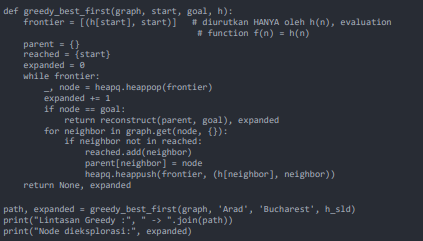 def greedy_best_first(graph, start, goal, h):
    frontier = [(h[start], start)]   # diurutkan HANYA oleh h(n), evaluation
                                     # function f(n) = h(n)
    parent = {}
    reached = {start}
    expanded = 0
    while frontier:
        _, node = heapq.heappop(frontier)
        expanded += 1
        if node == goal:
            return reconstruct(parent, goal), expanded
        for neighbor in graph.get(node, {}):
            if neighbor not in reached:
                reached.add(neighbor)
                parent[neighbor] = node
                heapq.heappush(frontier, (h[neighbor], neighbor))
    return None, expanded

path, expanded = greedy_best_first(graph, 'Arad', 'Bucharest', h_sld)
print("Lintasan Greedy :", " -> ".join(path))
print("Node dieksplorasi:", expanded)